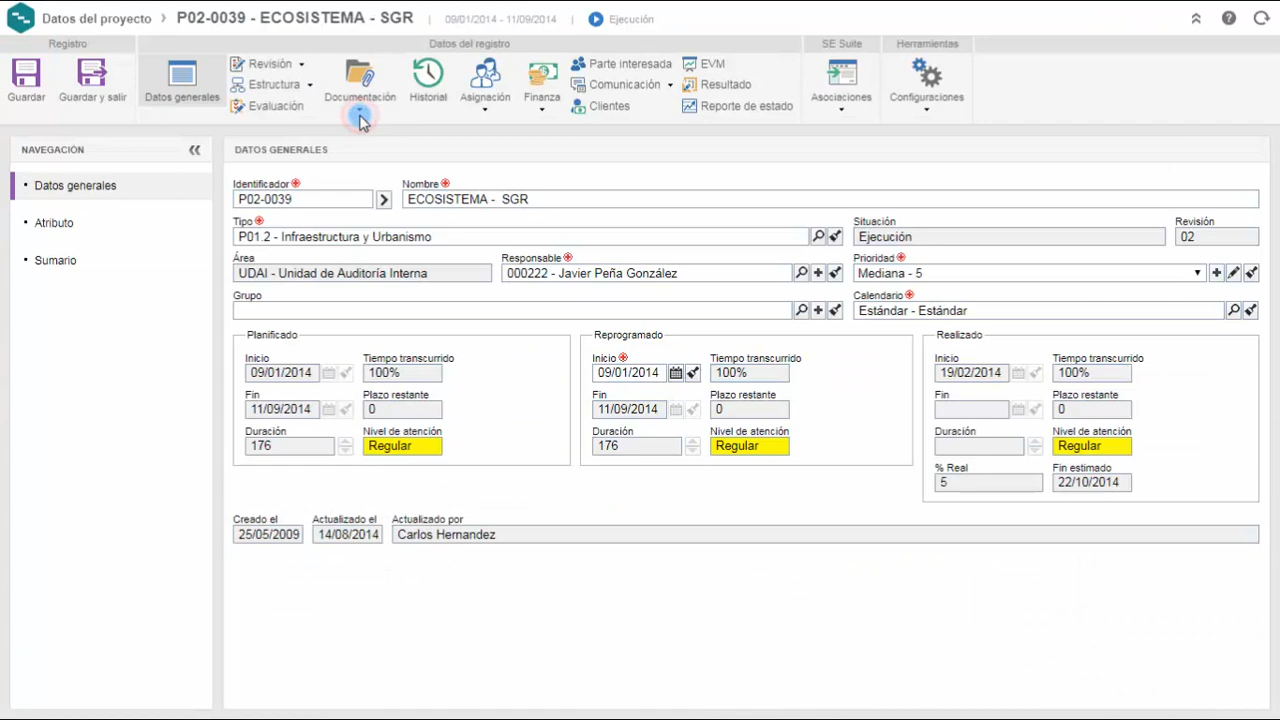 Datos del proyecto > P02-0039 - ECOSISTEMA - SGR | 09/01/2014 - 11/09/2014 | Ejecución
Registro
Datos del registro
SE Suite
Herramientas
Guardar
Guardar y salir
Datos generales
Revisión
Estructura
Evaluación
Documentación
Historial
Asignación
Finanza
Parte interesada
Comunicación
Clientes
EVM
Resultado
Reporte de estado
Asociaciones
Configuraciones
NAVEGACIÓN
Datos generales
Atributo
Sumario
DATOS GENERALES
Identificador Nombre
P02-0039 ECOSISTEMA - SGR
Tipo Situación Revisión
P01.2 - Infraestructura y Urbanismo Ejecución 02
Área Responsable Prioridad
UDAI - Unidad de Auditoría Interna 000222 - Javier Peña González Mediana - 5
Grupo Calendario
Estándar - Estándar
Planificado
Inicio Tiempo transcurrido
09/01/2014 100%
Fin Plazo restante
11/09/2014 0
Duración Nivel de atención
176 Regular
Reprogramado
Inicio Tiempo transcurrido
09/01/2014 100%
Fin Plazo restante
11/09/2014 0
Duración Nivel de atención
176 Regular
Realizado
Inicio Tiempo transcurrido
19/02/2014 100%
Fin Plazo restante
0
Duración Nivel de atención
Regular
% Real Fin estimado
5 22/10/2014
Creado el Actualizado el Actualizado por
25/05/2009 14/08/2014 Carlos Hernandez